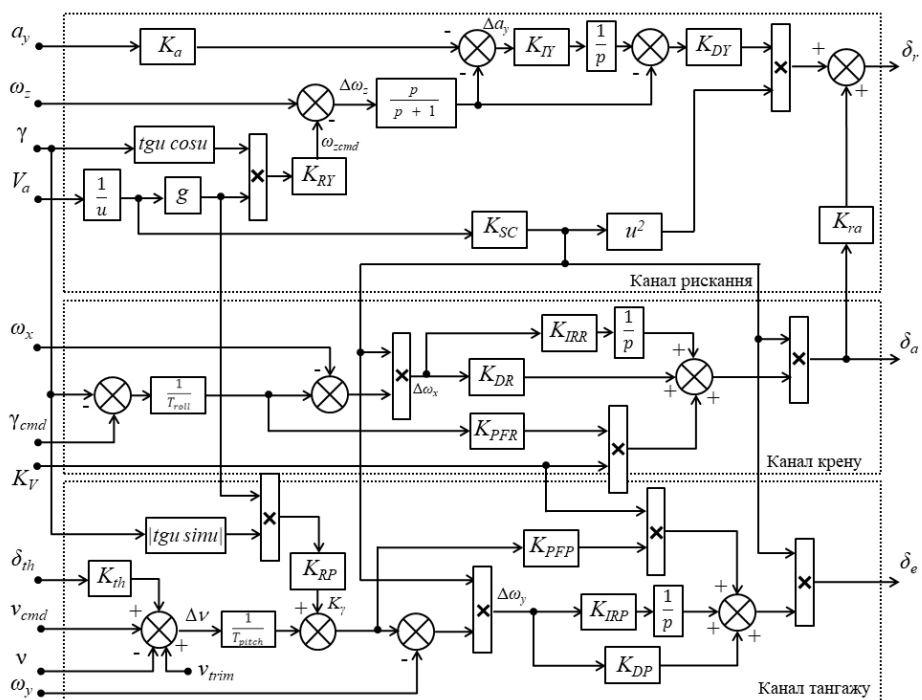 a_y
K_a
-
Δa_y
K_IY
1/p
-
K_DY
×
+
δ_r
-
-
+
ω_z
Δω_z
p/(p + 1)
-
ω_zcmd
γ
tgu cosu
×
K_RY
V_a
1/u
g
K_SC
u²
K_ra
Канал рискання
ω_x
-
K_IRR
1/p
δ_a
×
Δω_x
K_DR
+
+
+
×
-
1/T_roll
γ_cmd
K_PFR
×
Канал крену
K_V
×
|tgu sinu|
×
K_PFP
δ_th
K_th
K_RP
×
δ_e
v_cmd
+
Δν
1/T_pitch
+
K_γ
×
Δω_y
K_IRP
1/p
+
+
+
-
+
-
K_DP
ν
v_trim
ω_y
Канал тангажу